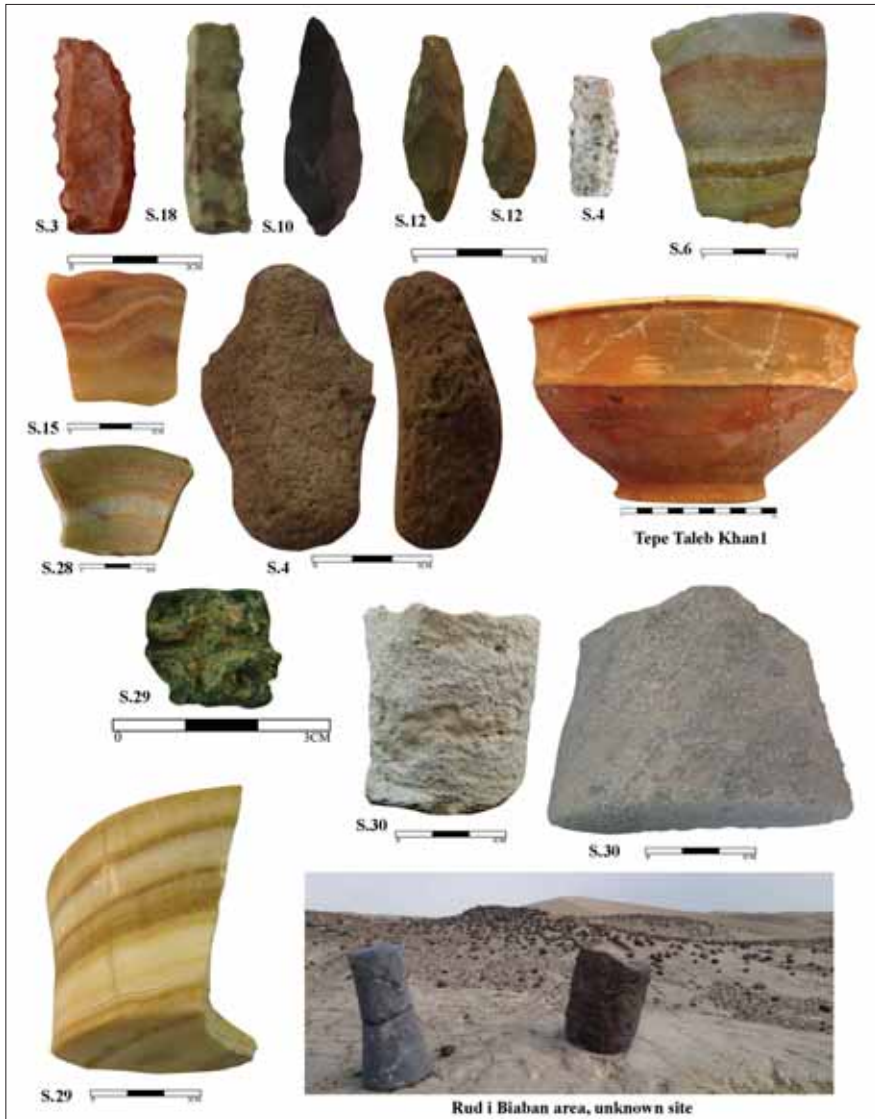 S.3
S.18
S.10
S.12
S.12
S.4
S.6
S.15
S.28
S.4
Tepe Taleb Khan1
S.29
0 3CM
S.30
S.30
S.29
Rud i Biaban area, unknown site